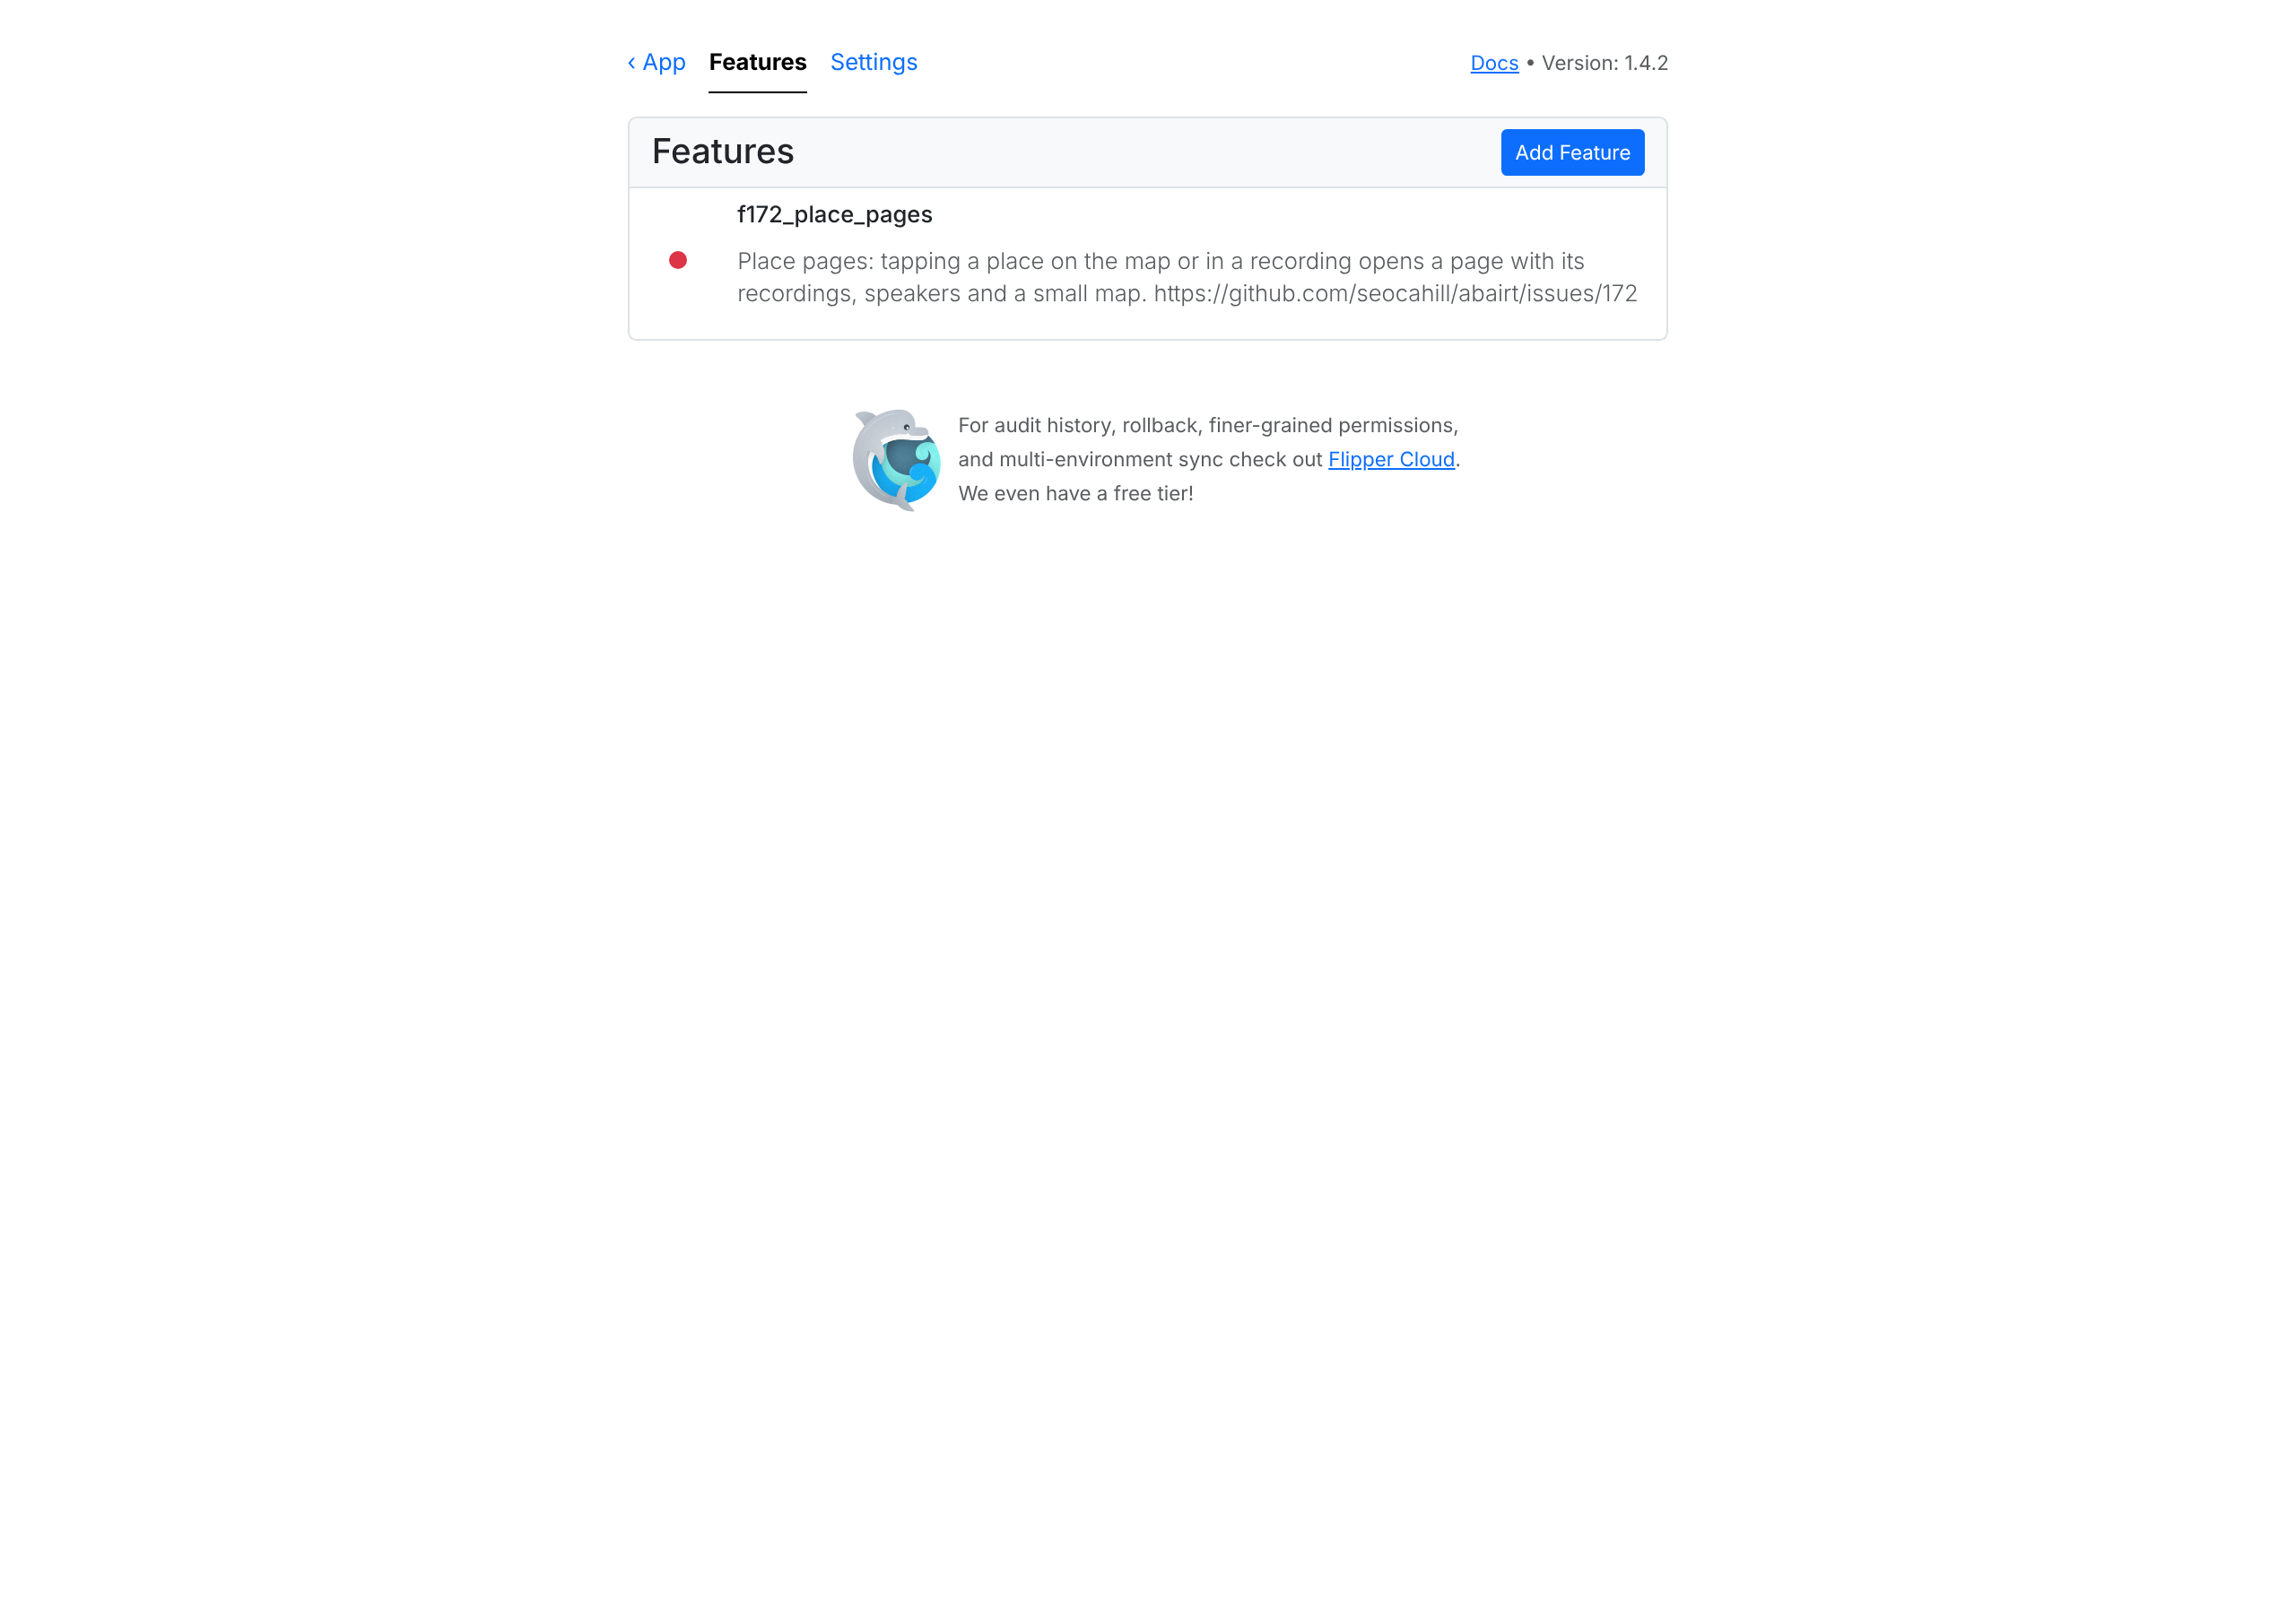 ‹ App Features Settings Docs • Version: 1.4.2
Features Add Feature
f172_place_pages
Place pages: tapping a place on the map or in a recording opens a page with its
recordings, speakers and a small map. https://github.com/seocahill/abairt/issues/172
For audit history, rollback, finer-grained permissions,
and multi-environment sync check out Flipper Cloud.
We even have a free tier!